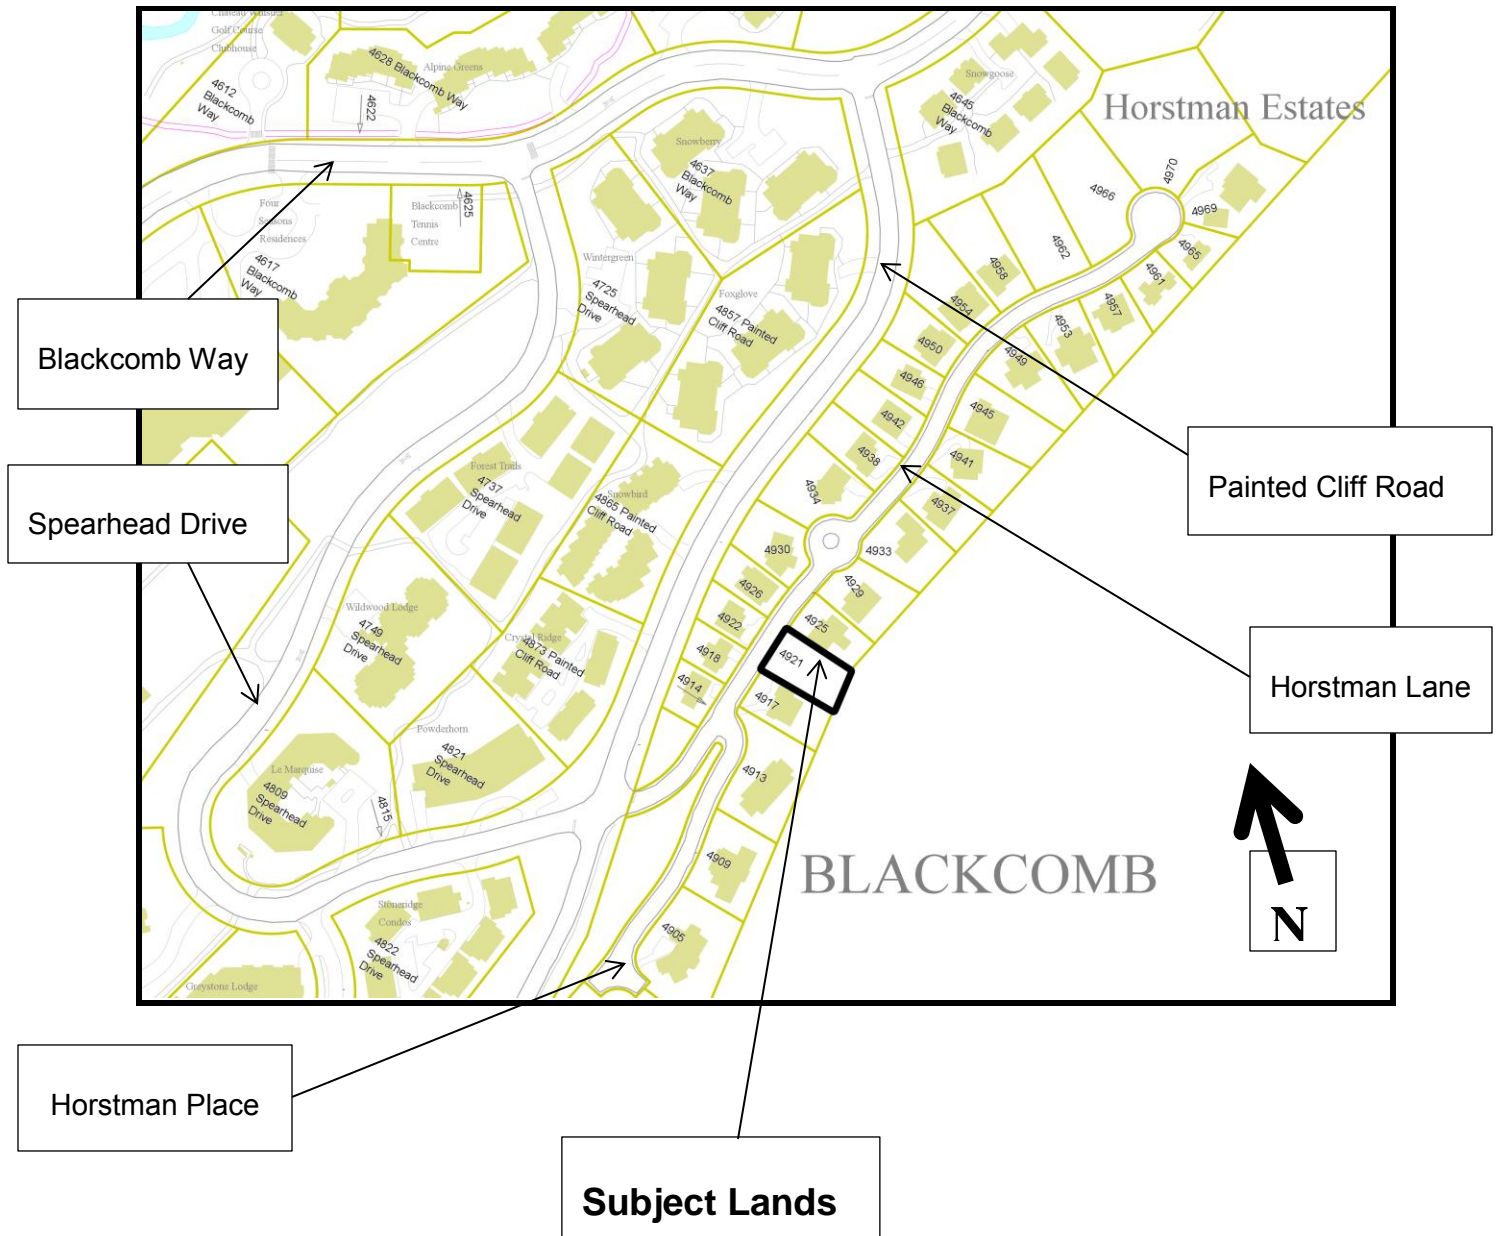 Chateau Whistler
Golf Course
Clubhouse
4612
Blackcomb
Way
4628 Blackcomb Way
Alpine Greens
4622
Snowgoose
4645
Blackcomb
Way
Horstman Estates
Snowberry
4637
Blackcomb
Way
4970
4966
4969
4962
4965
4961
4957
4958
4953
4954
4949
4950
4946
4945
4942
4941
4938
4937
4934
4933
4930
4929
4926
4925
4922
4921
4918
4917
4914
4913
4909
4905
Four
Seasons
Residences
4617
Blackcomb
Way
Blackcomb
Tennis
Centre
4625
Wintergreen
4725
Spearhead
Drive
Foxglove
4857 Painted
Cliff Road
Blackcomb Way
Forest Trails
4737
Spearhead
Drive
Snowbird
4865 Painted
Cliff Road
Painted Cliff Road
Spearhead Drive
Wildwood Lodge
4749
Spearhead
Drive
Crystal Ridge
4873 Painted
Cliff Road
Horstman Lane
Powderhorn
4821
Spearhead
Drive
Le Marquise
4809
Spearhead
Drive
4815
BLACKCOMB
N
Stoneridge
Condos
4822
Spearhead
Drive
Greystone Lodge
Horstman Place
Subject Lands